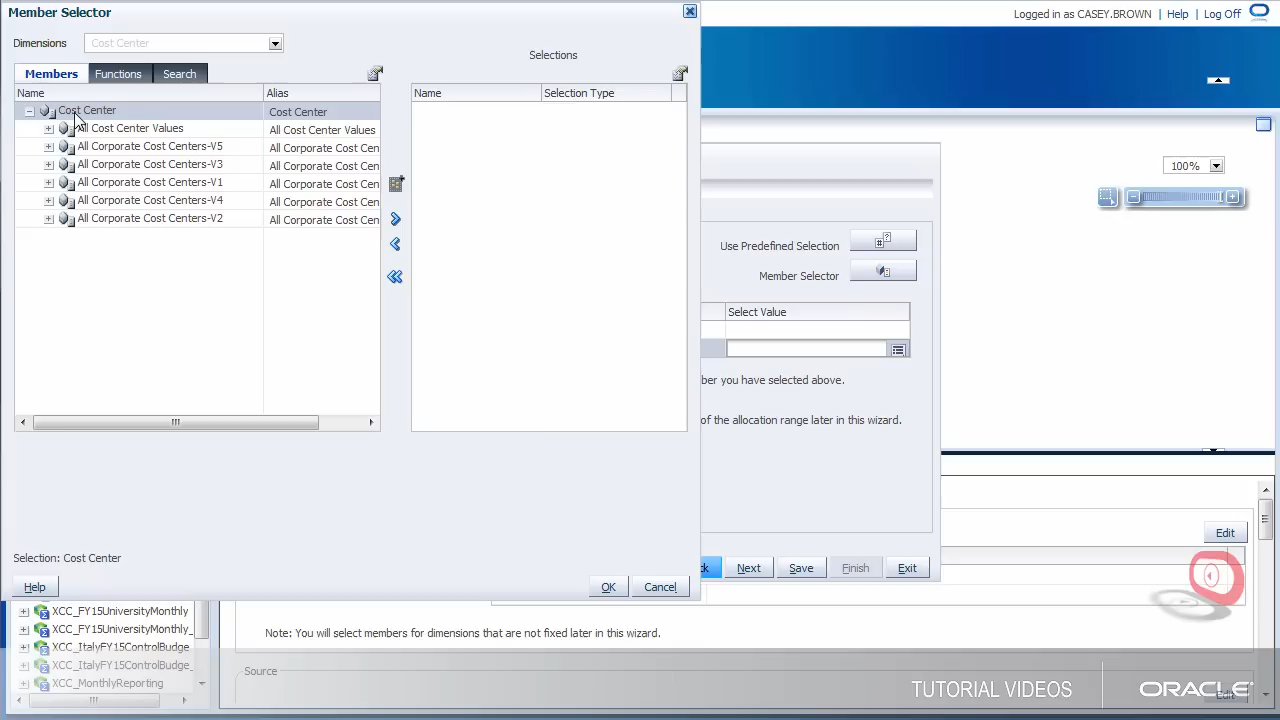 Member Selector
Logged in as CASEY.BROWN | Help | Log Off
Dimensions Cost Center
Selections
Members Functions Search
Name Alias
Name Selection Type
Cost Center Cost Center
All Cost Center Values All Cost Center Values
All Corporate Cost Centers-V5 All Corporate Cost Cen
All Corporate Cost Centers-V3 All Corporate Cost Cen
All Corporate Cost Centers-V1 All Corporate Cost Cen
All Corporate Cost Centers-V4 All Corporate Cost Cen
All Corporate Cost Centers-V2 All Corporate Cost Cen
100%
Use Predefined Selection
Member Selector
Select Value
ber you have selected above.
of the allocation range later in this wizard.
Selection: Cost Center
Help OK Cancel
ck Next Save Finish Exit
Edit
XCC_FY15UniversityMonthly
XCC_FY15UniversityMonthly_
XCC_ItalyFY15ControlBudge
XCC_ItalyFY15ControlBudge_
XCC_MonthlyReporting
Note: You will select members for dimensions that are not fixed later in this wizard.
Source
Edit
TUTORIAL VIDEOS
ORACLE